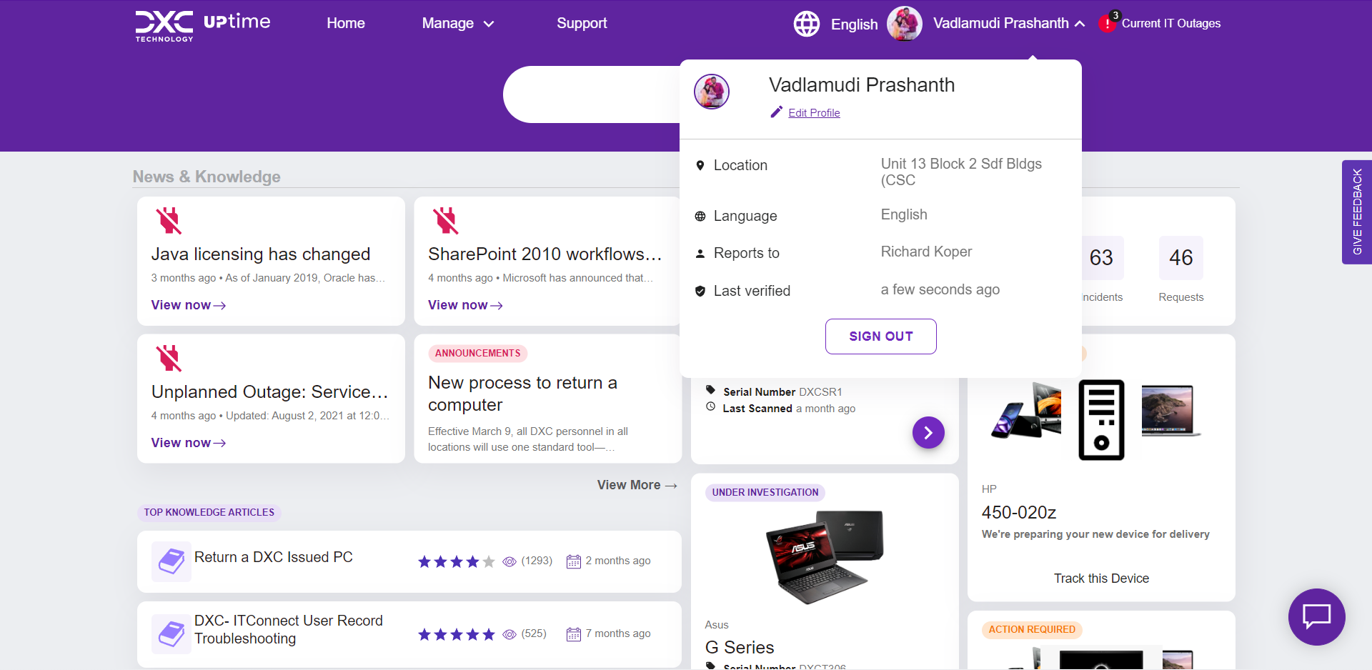 DXC
TECHNOLOGY
UPtime
Home
Manage
Support
English
Vadlamudi Prashanth
3
!
Current IT Outages
Vadlamudi Prashanth
Edit Profile
Location
Unit 13 Block 2 Sdf Bldgs
(CSC
Language
English
Reports to
Richard Koper
Last verified
a few seconds ago
SIGN OUT
GIVE FEEDBACK
News & Knowledge
Java licensing has changed
3 months ago • As of January 2019, Oracle has…
View now→
SharePoint 2010 workflows…
4 months ago • Microsoft has announced that…
View now→
Unplanned Outage: Service…
4 months ago • Updated: August 2, 2021 at 12:0…
View now→
ANNOUNCEMENTS
New process to return a
computer
Effective March 9, all DXC personnel in all
locations will use one standard tool—…
View More →
63
46
Requests
Serial Number DXCSR1
Last Scanned a month ago
HP
450-020z
We're preparing your new device for delivery
Track this Device
TOP KNOWLEDGE ARTICLES
Return a DXC Issued PC
(1293)
2 months ago
DXC- ITConnect User Record
Troubleshooting
(525)
7 months ago
UNDER INVESTIGATION
ASUS
Asus
G Series
Serial Number DXCT306
ACTION REQUIRED